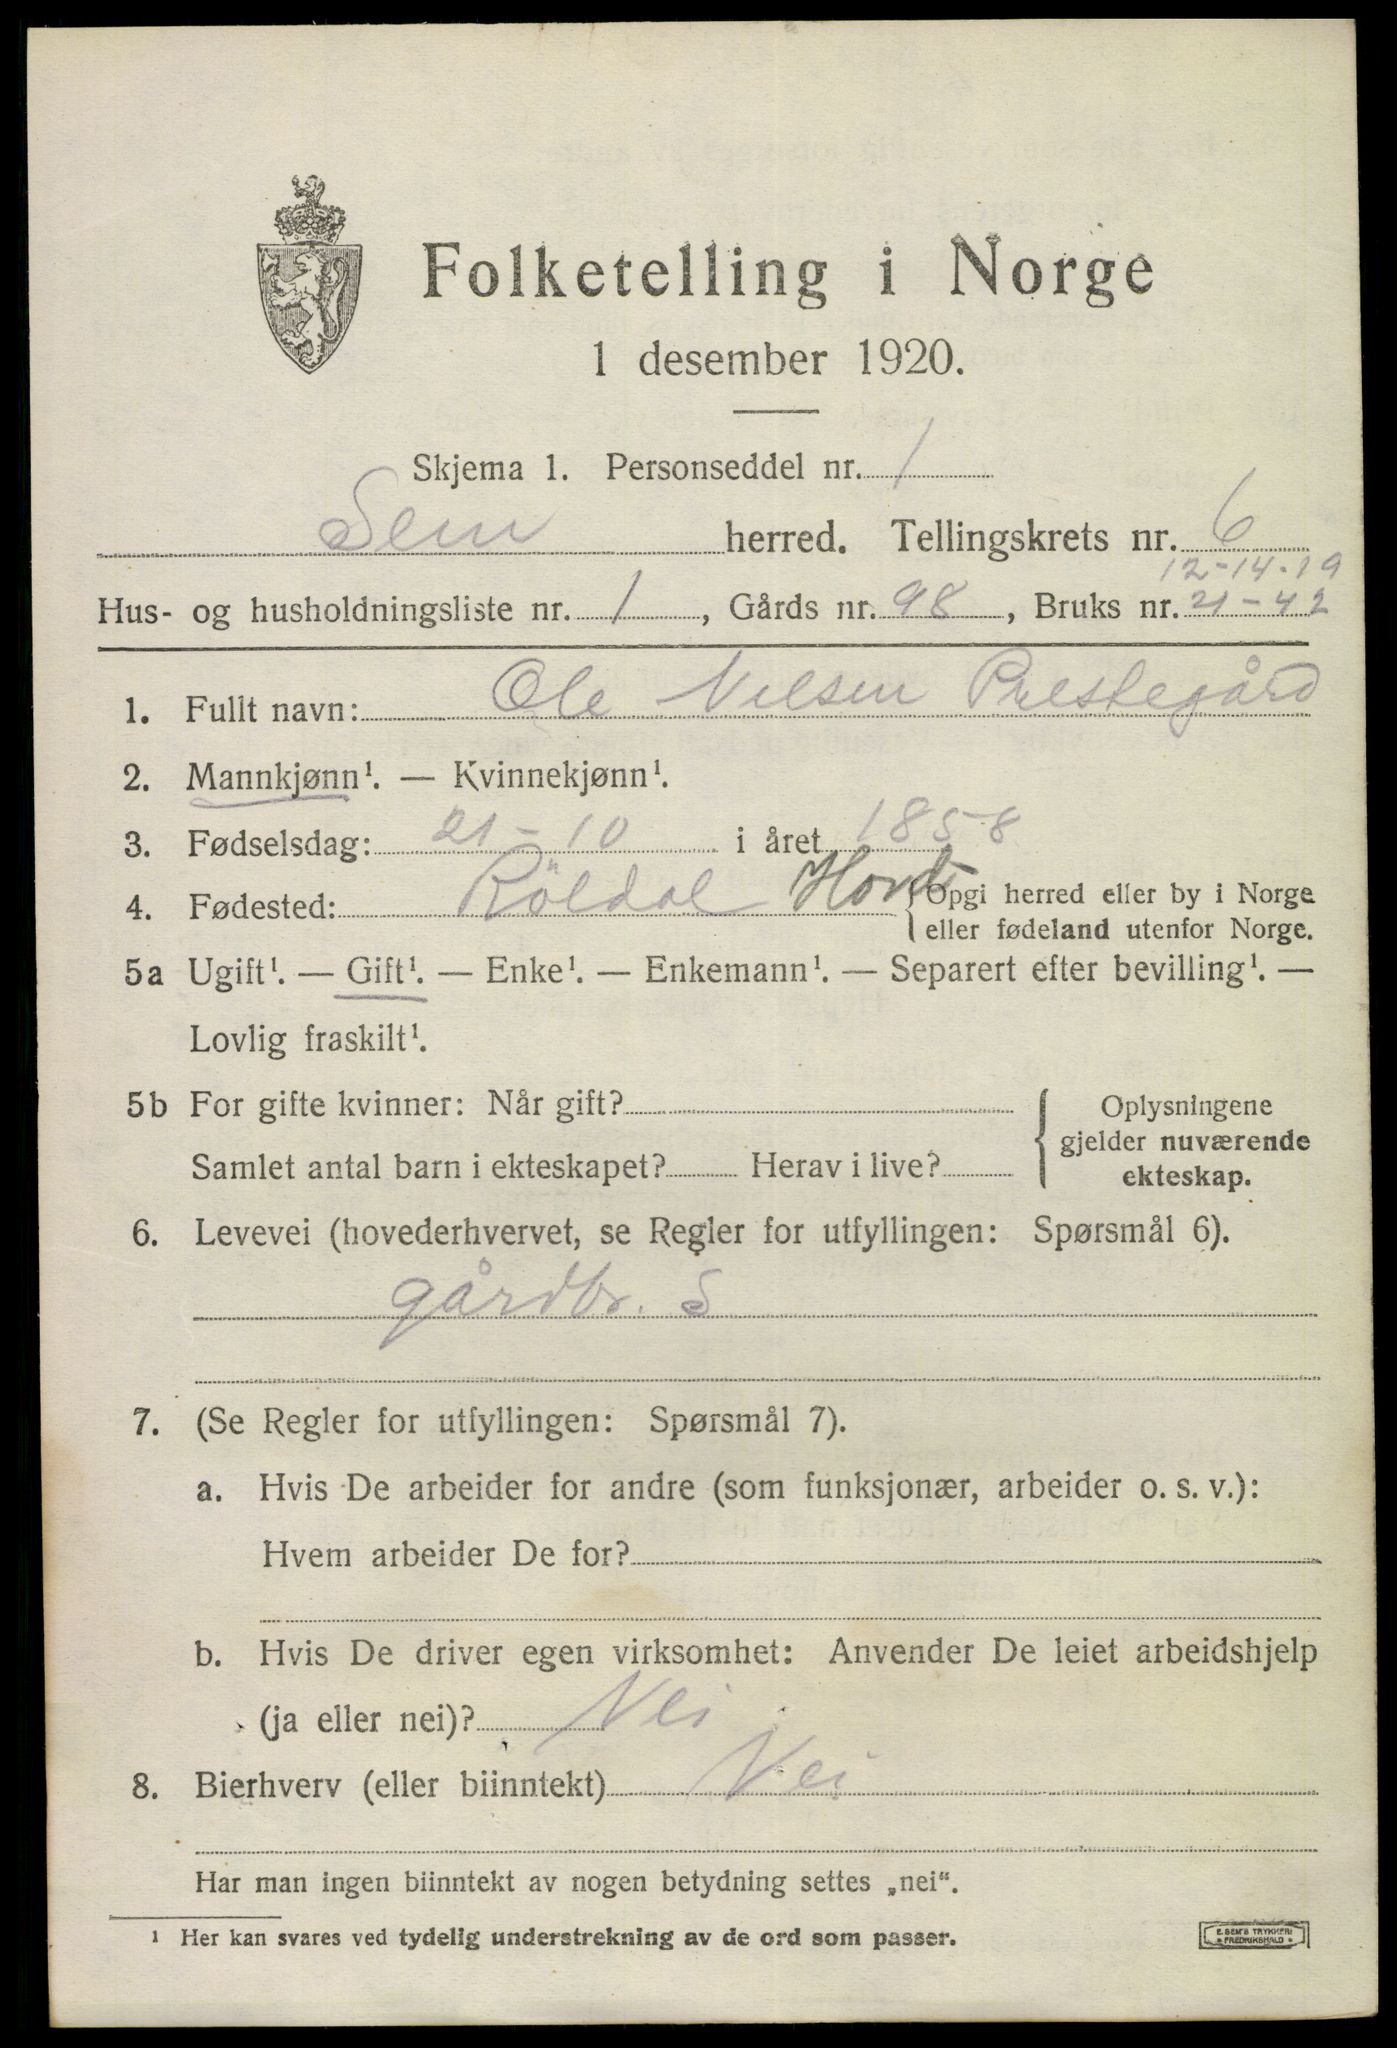 Folketelling i Norge
1 desember 1920.
Skjema 1. Personseddel nr. 1
Sem herred. Tellingskrets nr. 6
12-14-19
Hus- og husholdningsliste nr. 1, Gårds nr. 98, Bruks nr. 21-42
1. Fullt navn: Ole Nelsen Prestegård
2. Mannkjønn¹. — Kvinnekjønn¹.
3. Fødselsdag: 21-10 i året 1858
4. Fødested: Röldal Hord {Opgi herred eller by i Norge
eller fødeland utenfor Norge.
5a Ugift¹. — Gift¹. — Enke¹. — Enkemann¹. — Separert efter bevilling¹. —
Lovlig fraskilt¹.
5b For gifte kvinner: Når gift? { Oplysningene
gjelder nuværende
Samlet antal barn i ekteskapet? Herav i live?
ekteskap.
6. Levevei (hovederhvervet, se Regler for utfyllingen: Spørsmål 6).
gårdbr. S
7. (Se Regler for utfyllingen: Spørsmål 7).
a. Hvis De arbeider for andre (som funksjonær, arbeider o. s. v.):
Hvem arbeider De for?
b. Hvis De driver egen virksomhet: Anvender De leiet arbeidshjelp
(ja eller nei)? Nei
8. Bierhverv (eller biinntekt) Nei
Har man ingen biinntekt av nogen betydning settes „nei“.
¹ Her kan svares ved tydelig understrekning av de ord som passer.
E. SEM'S TRYKKERI
FREDRIKSHALD